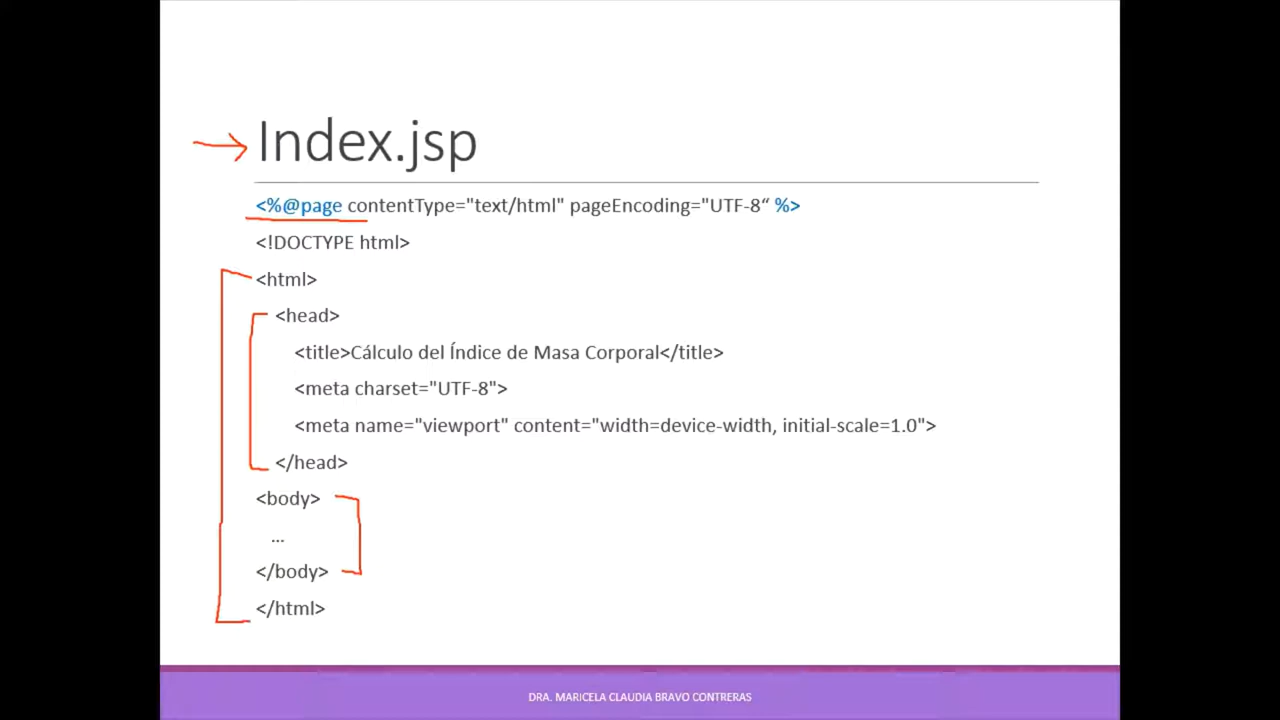 Index.jsp
<%@page contentType="text/html" pageEncoding="UTF-8“ %>
<!DOCTYPE html>
<html>
<head>
<title>Cálculo del Índice de Masa Corporal</title>
<meta charset="UTF-8">
<meta name="viewport" content="width=device-width, initial-scale=1.0">
</head>
<body>
...
</body>
</html>
DRA. MARICELA CLAUDIA BRAVO CONTRERAS